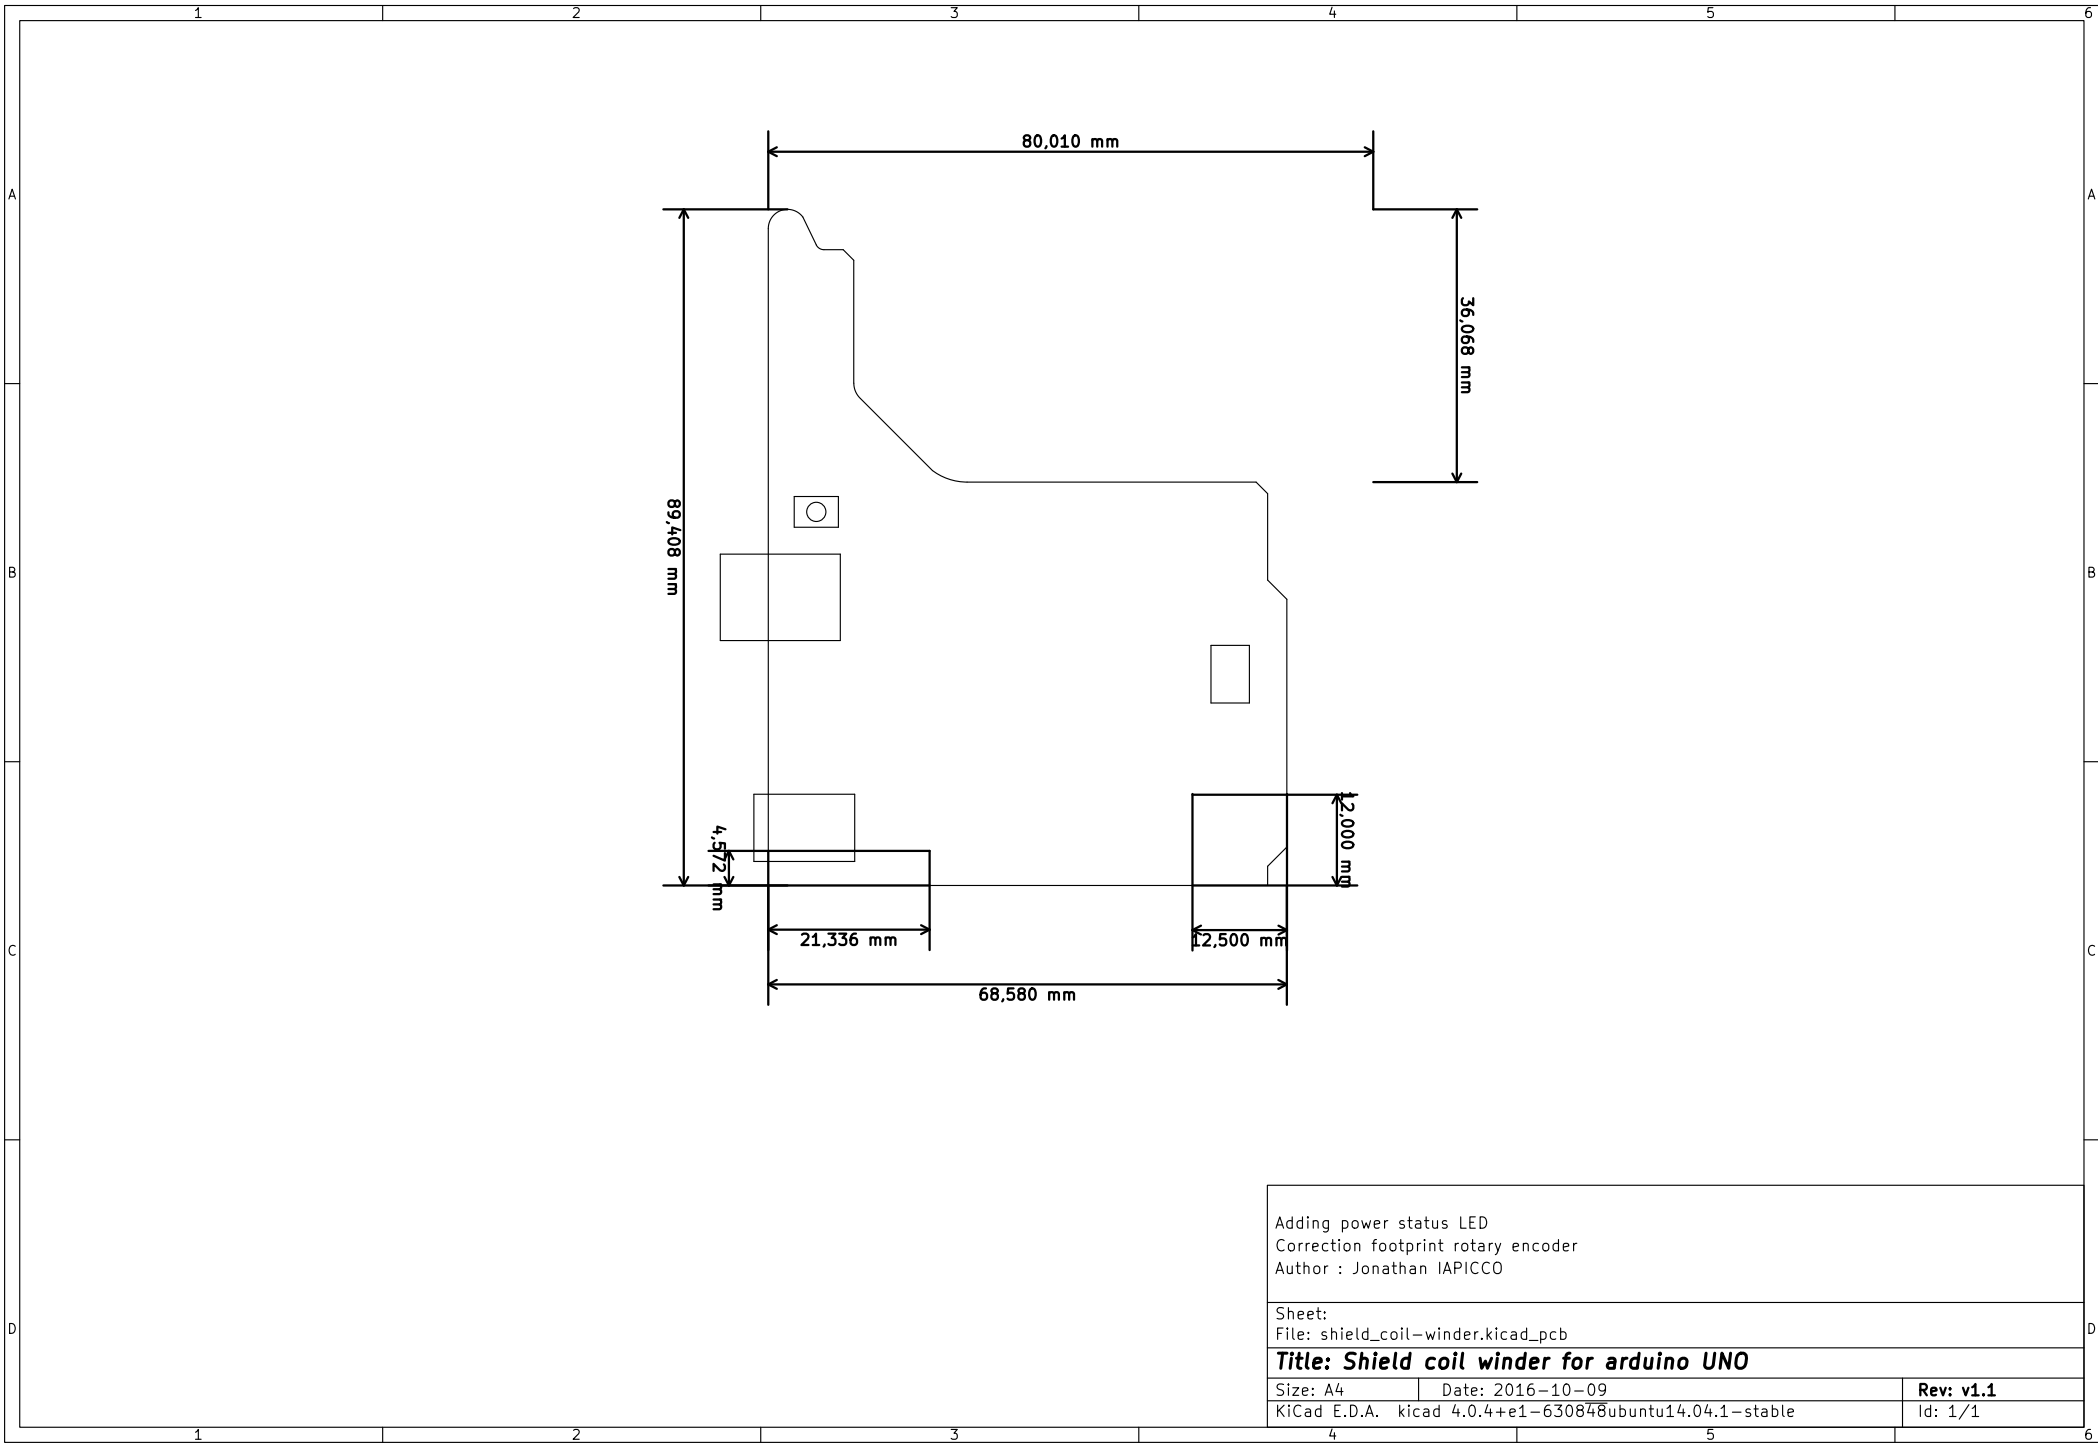 1 2 3 4 5 6
80,010 mm
A A
36,068 mm
89,408 mm
B B
12,000 mm
4,572 mm
21,336 mm 12,500 mm
C C
68,580 mm
Adding power status LED
Correction footprint rotary encoder
Author : Jonathan IAPICCO
Sheet:
File: shield_coil-winder.kicad_pcb
D D
Title: Shield coil winder for arduino UNO
Size: A4 Date: 2016-10-09 Rev: v1.1
KiCad E.D.A. kicad 4.0.4+e1-630848ubuntu14.04.1-stable Id: 1/1
1 2 3 4 5 6